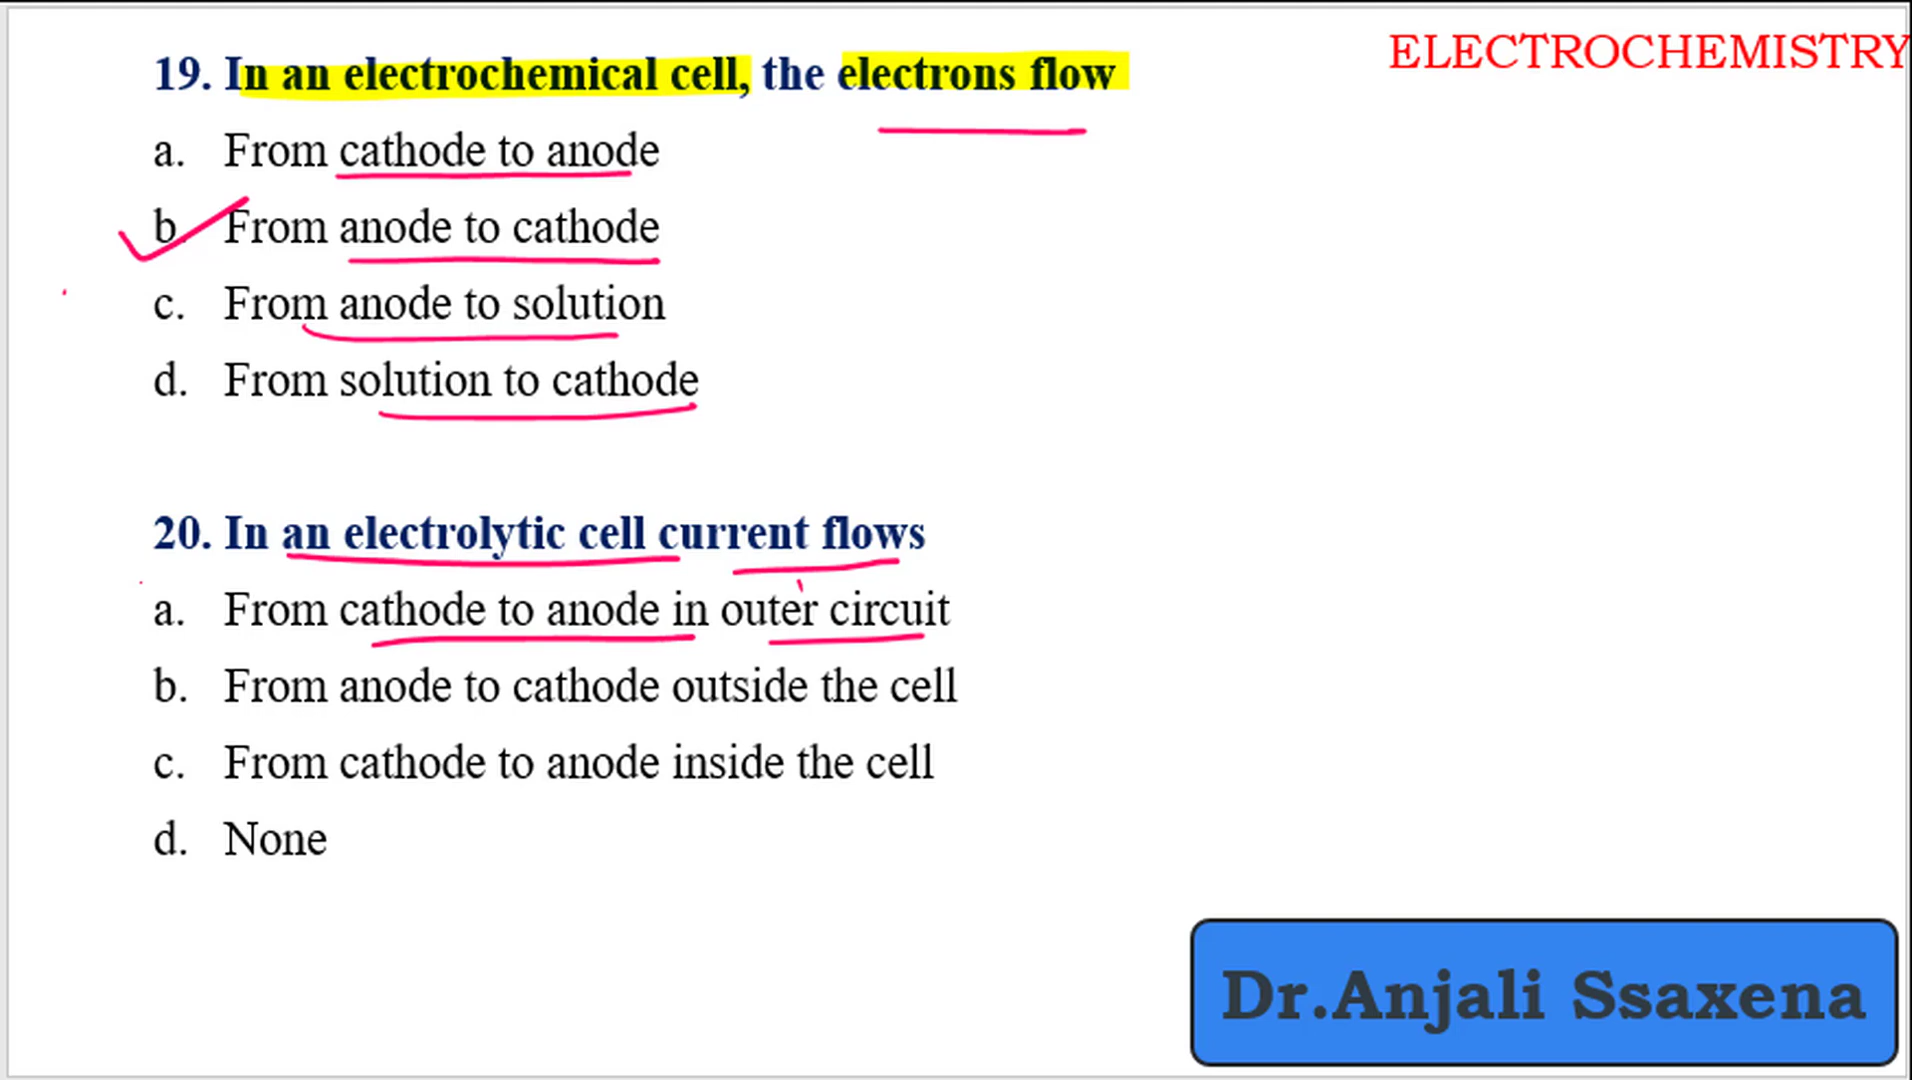 ELECTROCHEMISTRY
19. In an electrochemical cell, the electrons flow
a. From cathode to anode
b. From anode to cathode
c. From anode to solution
d. From solution to cathode
20. In an electrolytic cell current flows
a. From cathode to anode in outer circuit
b. From anode to cathode outside the cell
c. From cathode to anode inside the cell
d. None
Dr.Anjali Ssaxena